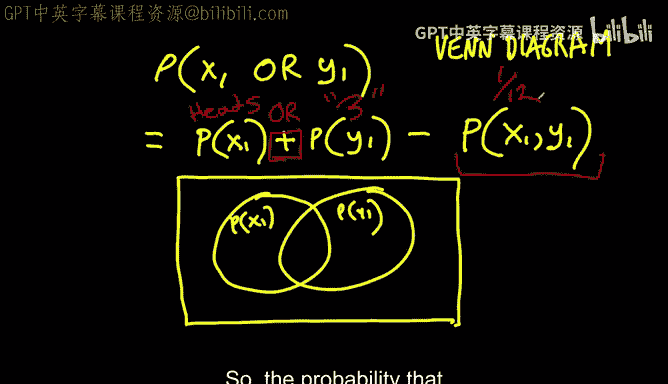 GPT中英字幕课程资源@bilibili.com
GPT中英字幕课程资源 bilibili
VENN DIAGRAM
P(x₁ OR y₁)
Heads OR "3"
1/12
= P(x₁) + P(y₁) - P(x₁, y₁)
P(x₁) P(y₁)
So, the probability that